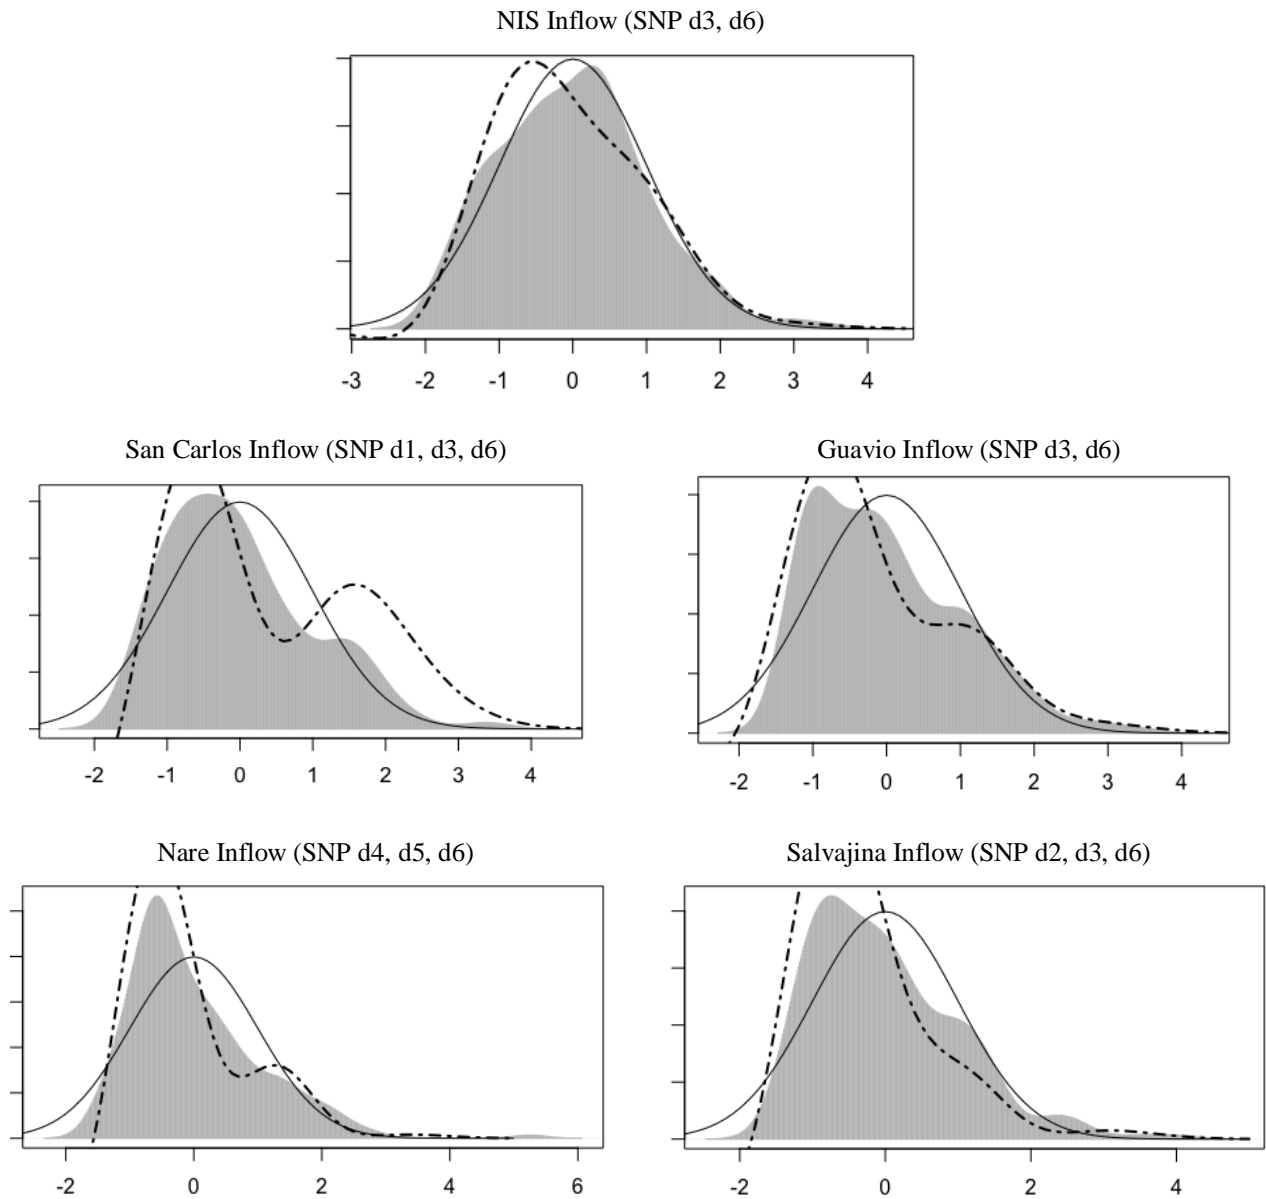 NIS Inflow (SNP d3, d6)
-3 -2 -1 0 1 2 3 4
San Carlos Inflow (SNP d1, d3, d6)
-2 -1 0 1 2 3 4
Guavio Inflow (SNP d3, d6)
-2 -1 0 1 2 3 4
Nare Inflow (SNP d4, d5, d6)
-2 0 2 4 6
Salvajina Inflow (SNP d2, d3, d6)
-2 0 2 4